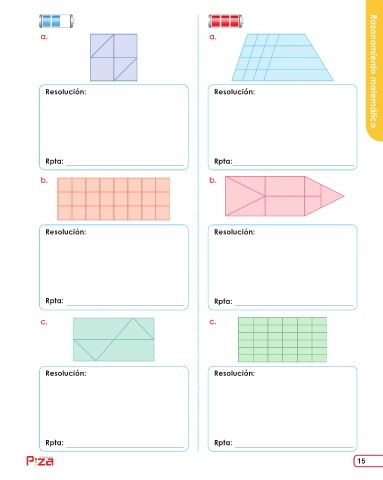 a.
Resolución:
Rpta:
b.
Resolución:
Rpta:
c.
Resolución:
Rpta:
a.
Resolución:
Rpta:
b.
Resolución:
Rpta:
c.
Resolución:
Rpta:
Razonamiento matemático
Piza
15